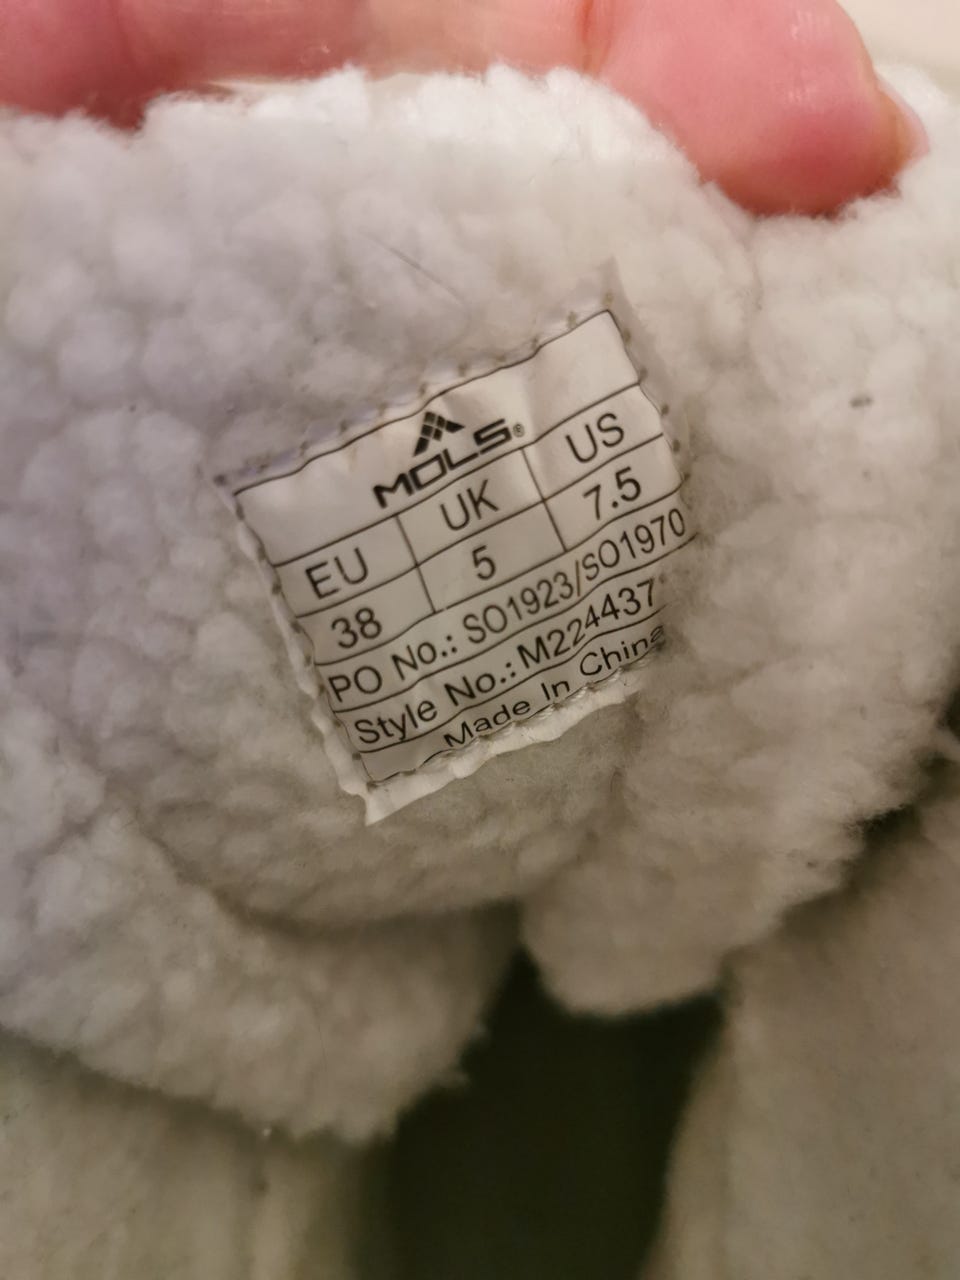 MOLS®
EU UK US
38 5 7.5
PO No.: SO1923/SO1970
Style No.: M224437
Made In China